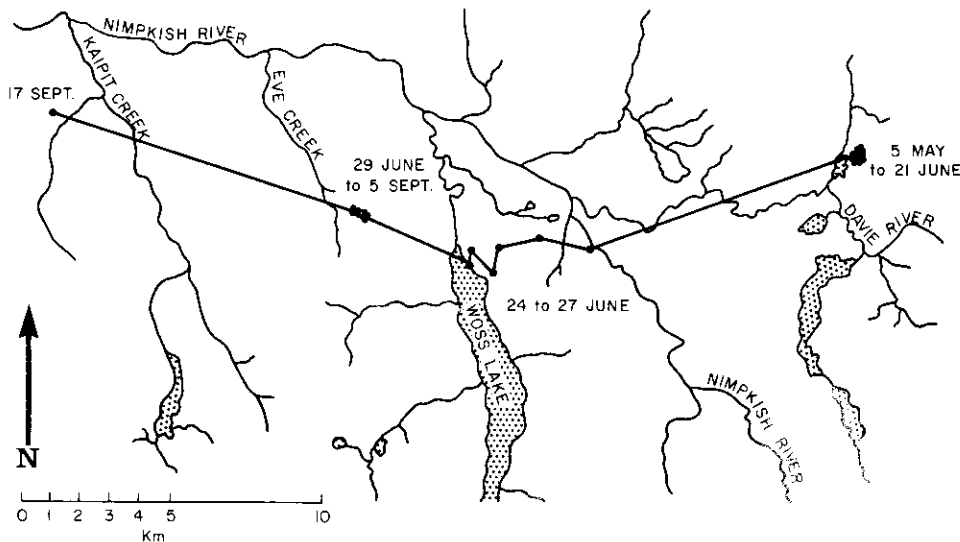 NIMPKISH RIVER
KAIPIT CREEK
17 SEPT.
EVE CREEK
29 JUNE
to 5 SEPT.
5 MAY
to 21 JUNE
DAVIE RIVER
24 to 27 JUNE
WOSS LAKE
NIMPKISH RIVER
N
0 1 2 3 4 5 10
Km